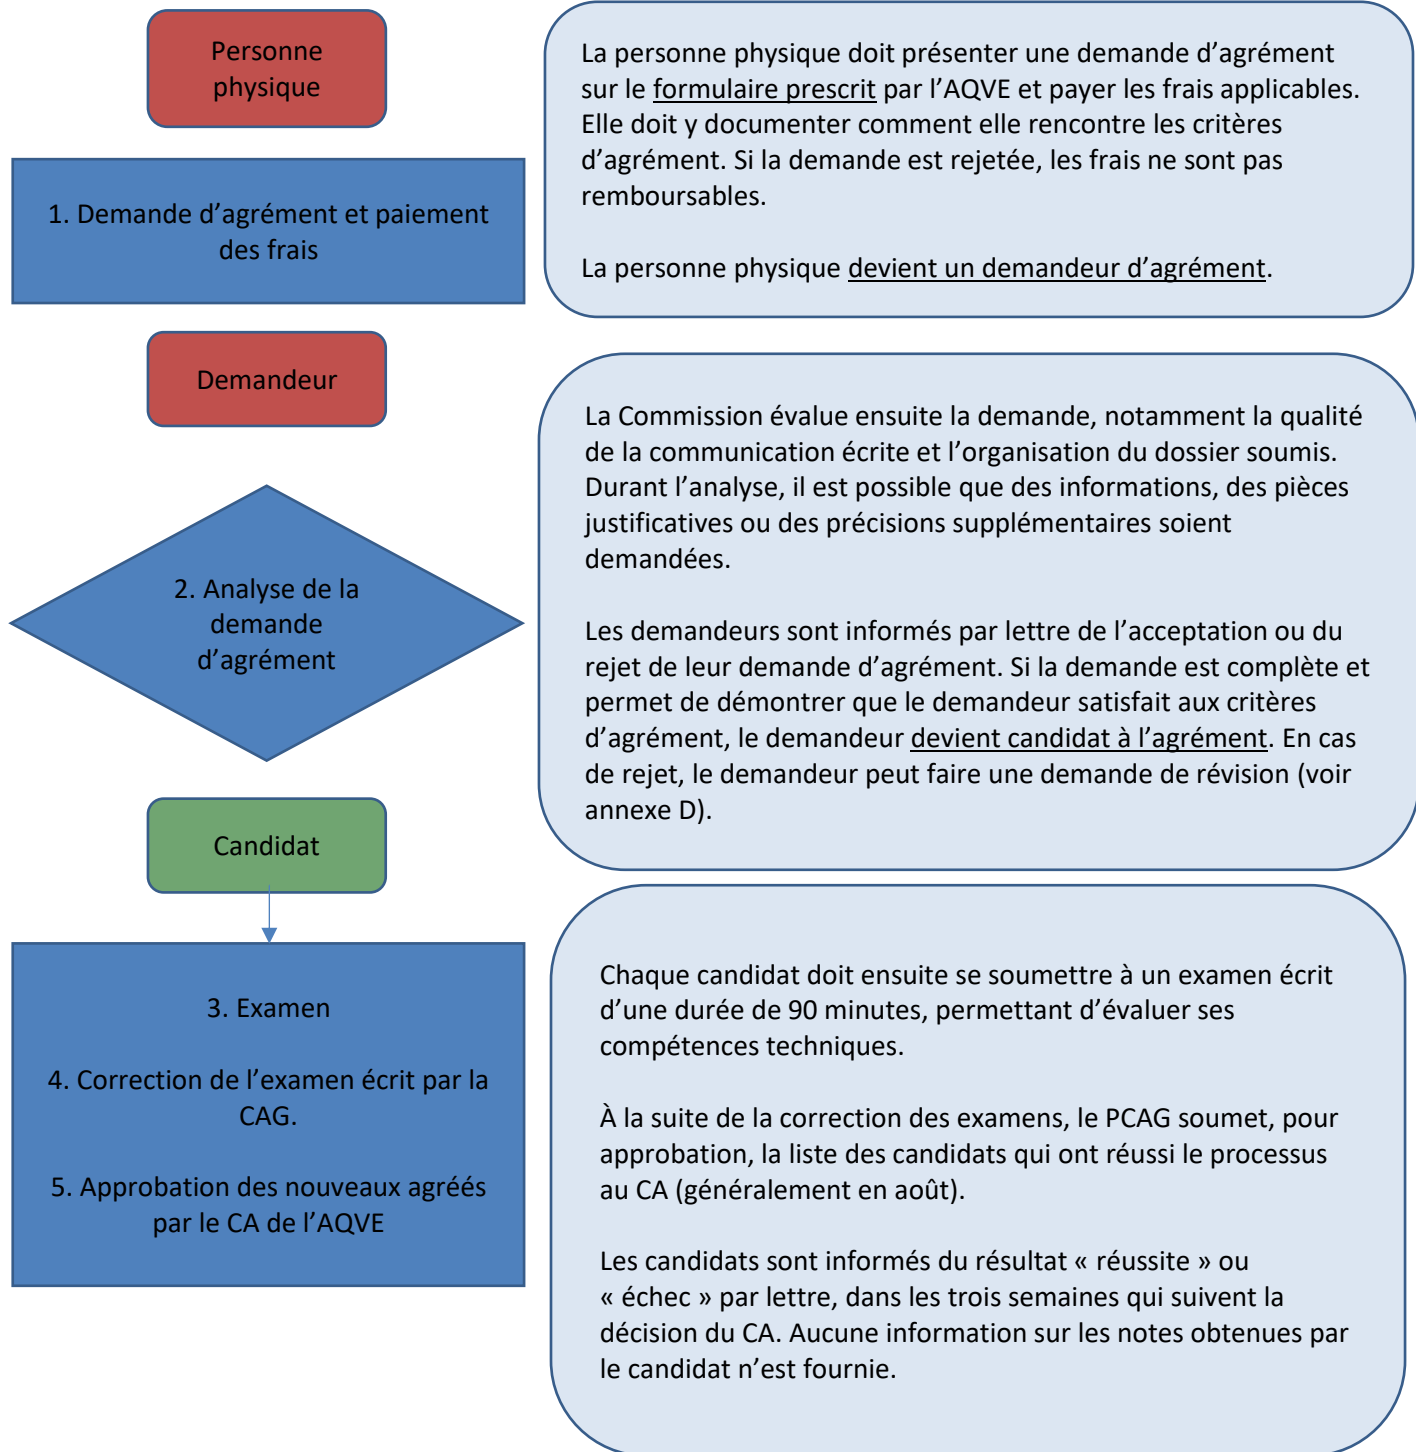 Personne
physique
La personne physique doit présenter une demande d’agrément
sur le formulaire prescrit par l’AQVE et payer les frais applicables.
Elle doit y documenter comment elle rencontre les critères
d’agrément. Si la demande est rejetée, les frais ne sont pas
remboursables.
La personne physique devient un demandeur d’agrément.
1. Demande d’agrément et paiement
des frais
Demandeur
La Commission évalue ensuite la demande, notamment la qualité
de la communication écrite et l’organisation du dossier soumis.
Durant l’analyse, il est possible que des informations, des pièces
justificatives ou des précisions supplémentaires soient
demandées.
Les demandeurs sont informés par lettre de l’acceptation ou du
rejet de leur demande d’agrément. Si la demande est complète et
permet de démontrer que le demandeur satisfait aux critères
d’agrément, le demandeur devient candidat à l’agrément. En cas
de rejet, le demandeur peut faire une demande de révision (voir
annexe D).
2. Analyse de la
demande
d’agrément
Candidat
3. Examen
4. Correction de l’examen écrit par la
CAG.
5. Approbation des nouveaux agréés
par le CA de l’AQVE
Chaque candidat doit ensuite se soumettre à un examen écrit
d’une durée de 90 minutes, permettant d’évaluer ses
compétences techniques.
À la suite de la correction des examens, le PCAG soumet, pour
approbation, la liste des candidats qui ont réussi le processus
au CA (généralement en août).
Les candidats sont informés du résultat « réussite » ou
« échec » par lettre, dans les trois semaines qui suivent la
décision du CA. Aucune information sur les notes obtenues par
le candidat n’est fournie.